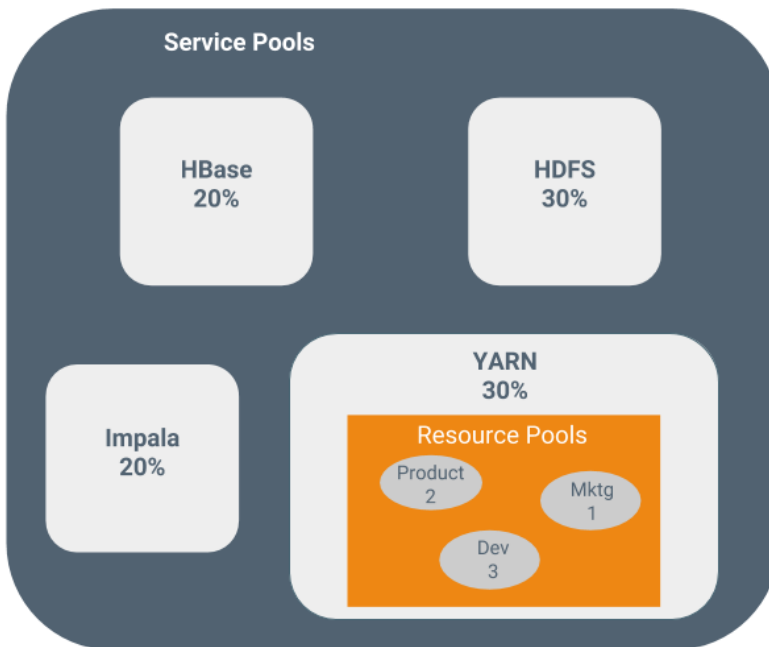 Service Pools
HBase
20%
HDFS
30%
Impala
20%
YARN
30%
Resource Pools
Product
2
Mktg
1
Dev
3